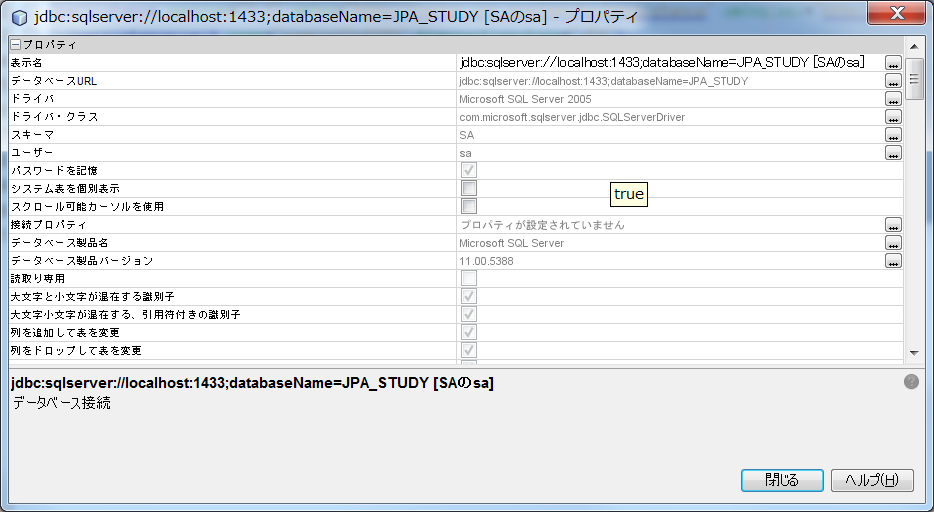 jdbc:sqlserver://localhost:1433;databaseName=JPA_STUDY [SAのsa] - プロパティ
プロパティ
表示名 jdbc:sqlserver://localhost:1433;databaseName=JPA_STUDY [SAのsa] ...
データベースURL jdbc:sqlserver://localhost:1433;databaseName=JPA_STUDY ...
ドライバ Microsoft SQL Server 2005 ...
ドライバ・クラス com.microsoft.sqlserver.jdbc.SQLServerDriver ...
スキーマ SA ...
ユーザー sa ...
パスワードを記憶
システム表を個別表示
true
スクロール可能カーソルを使用
接続プロパティ プロパティが設定されていません ...
データベース製品名 Microsoft SQL Server ...
データベース製品バージョン 11.00.5388 ...
読取り専用
大文字と小文字が混在する識別子
大文字小文字が混在する、引用符付きの識別子
列を追加して表を変更
列をドロップして表を変更
jdbc:sqlserver://localhost:1433;databaseName=JPA_STUDY [SAのsa]
?
データベース接続
閉じる ヘルプ(H)